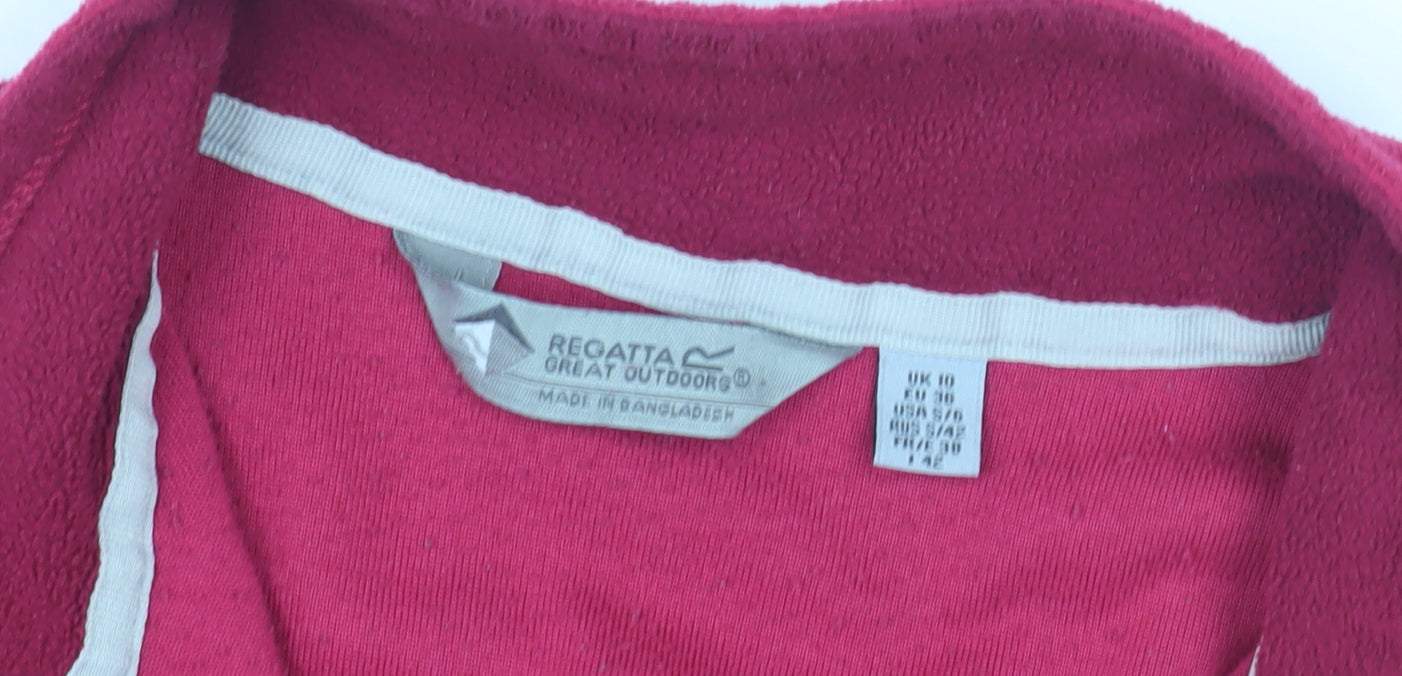 REGATTA
GREAT OUTDOORS®
MADE IN BANGLADESH
UK 10
EU 36
USA S/6
RUS S/42
FR/E 38
I 42